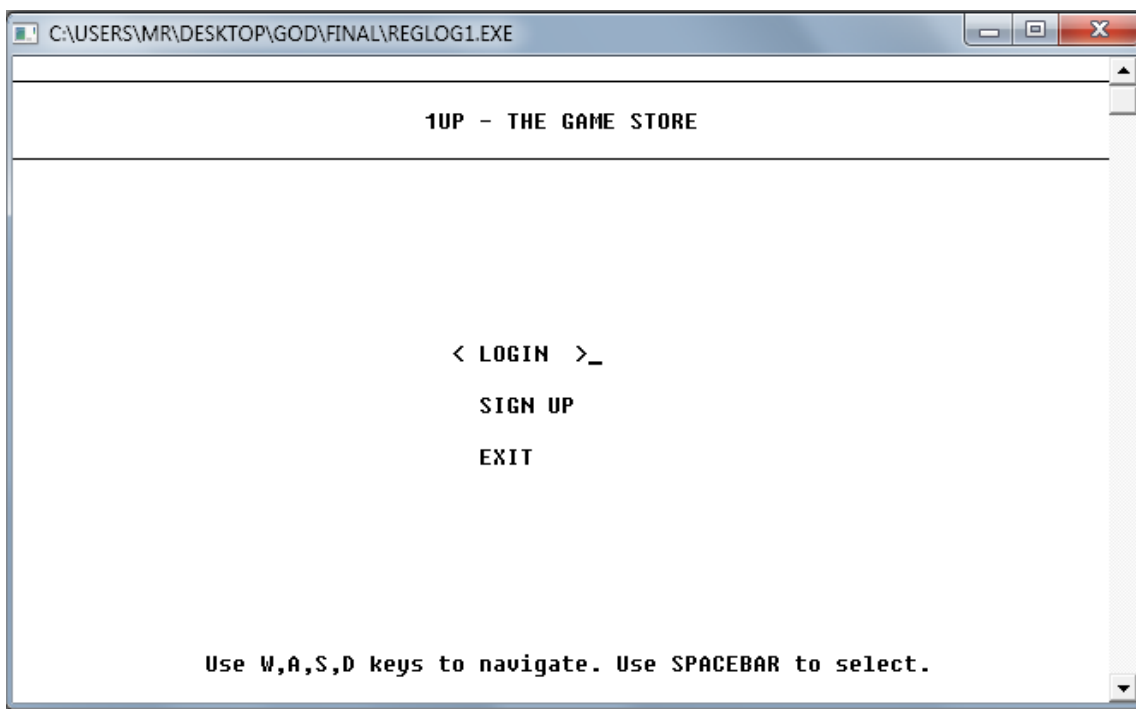 C:\USERS\MR\DESKTOP\GOD\FINAL\REGLOG1.EXE
1UP - THE GAME STORE
< LOGIN >_
SIGN UP
EXIT
Use W,A,S,D keys to navigate. Use SPACEBAR to select.